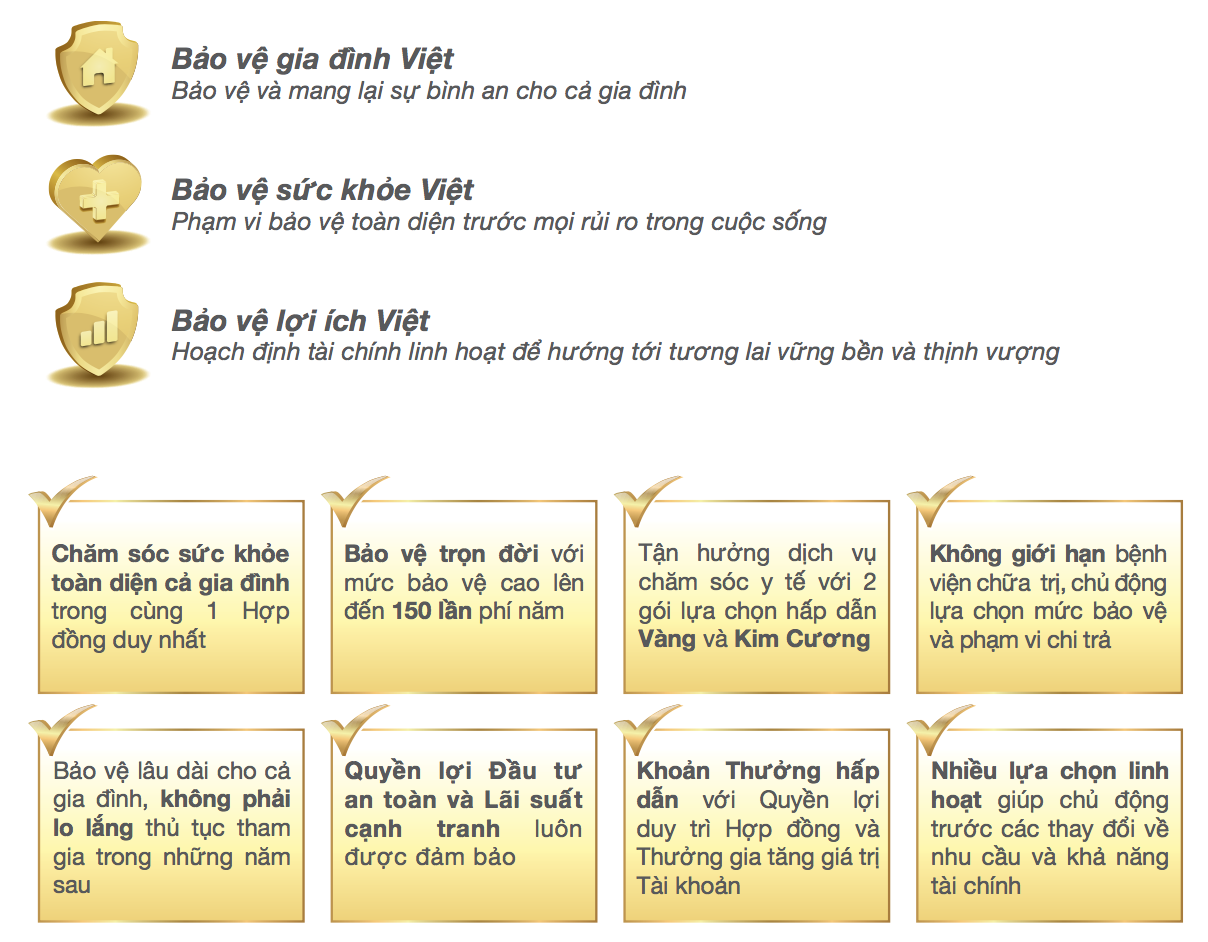 Bảo vệ gia đình Việt
Bảo vệ và mang lại sự bình an cho cả gia đình
Bảo vệ sức khỏe Việt
Phạm vi bảo vệ toàn diện trước mọi rủi ro trong cuộc sống
Bảo vệ lợi ích Việt
Hoạch định tài chính linh hoạt để hướng tới tương lai vững bền và thịnh vượng
Chăm sóc sức khỏe
toàn diện cả gia đình
trong cùng 1 Hợp
đồng duy nhất
Bảo vệ trọn đời với
mức bảo vệ cao lên
đến 150 lần phí năm
Tận hưởng dịch vụ
chăm sóc y tế với 2
gói lựa chọn hấp dẫn
Vàng và Kim Cương
Không giới hạn bệnh
viện chữa trị, chủ động
lựa chọn mức bảo vệ
và phạm vi chi trả
Bảo vệ lâu dài cho cả
gia đình, không phải
lo lắng thủ tục tham
gia trong những năm
sau
Quyền lợi Đầu tư
an toàn và Lãi suất
cạnh tranh luôn
được đảm bảo
Khoản Thưởng hấp
dẫn với Quyền lợi
duy trì Hợp đồng và
Thưởng gia tăng giá trị
Tài khoản
Nhiều lựa chọn linh
hoạt giúp chủ động
trước các thay đổi về
nhu cầu và khả năng
tài chính